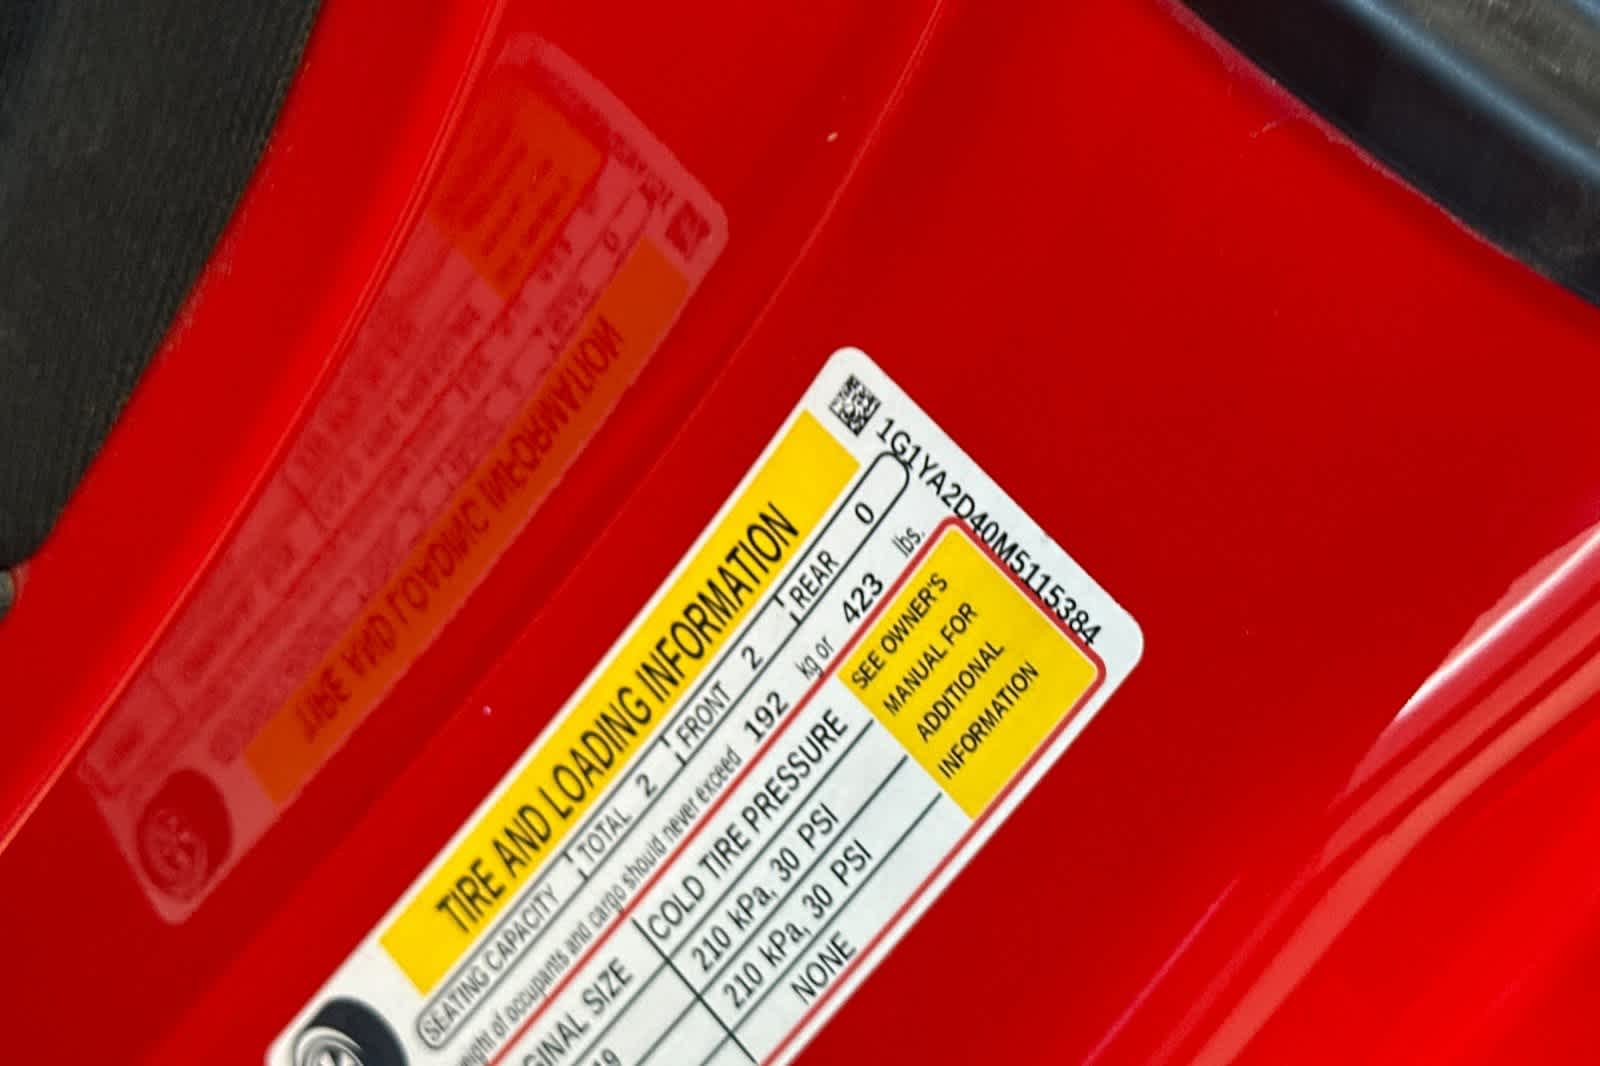 1G1YA2D40M5115384
TIRE AND LOADING INFORMATION
SEATING CAPACITY TOTAL 2 FRONT 2 REAR 0
of occupants and cargo should never exceed 192 kg or 423 lbs.
SIZE COLD TIRE PRESSURE
210 kPa, 30 PSI
210 kPa, 30 PSI
NONE
SEE OWNER'S
MANUAL FOR
ADDITIONAL
INFORMATION